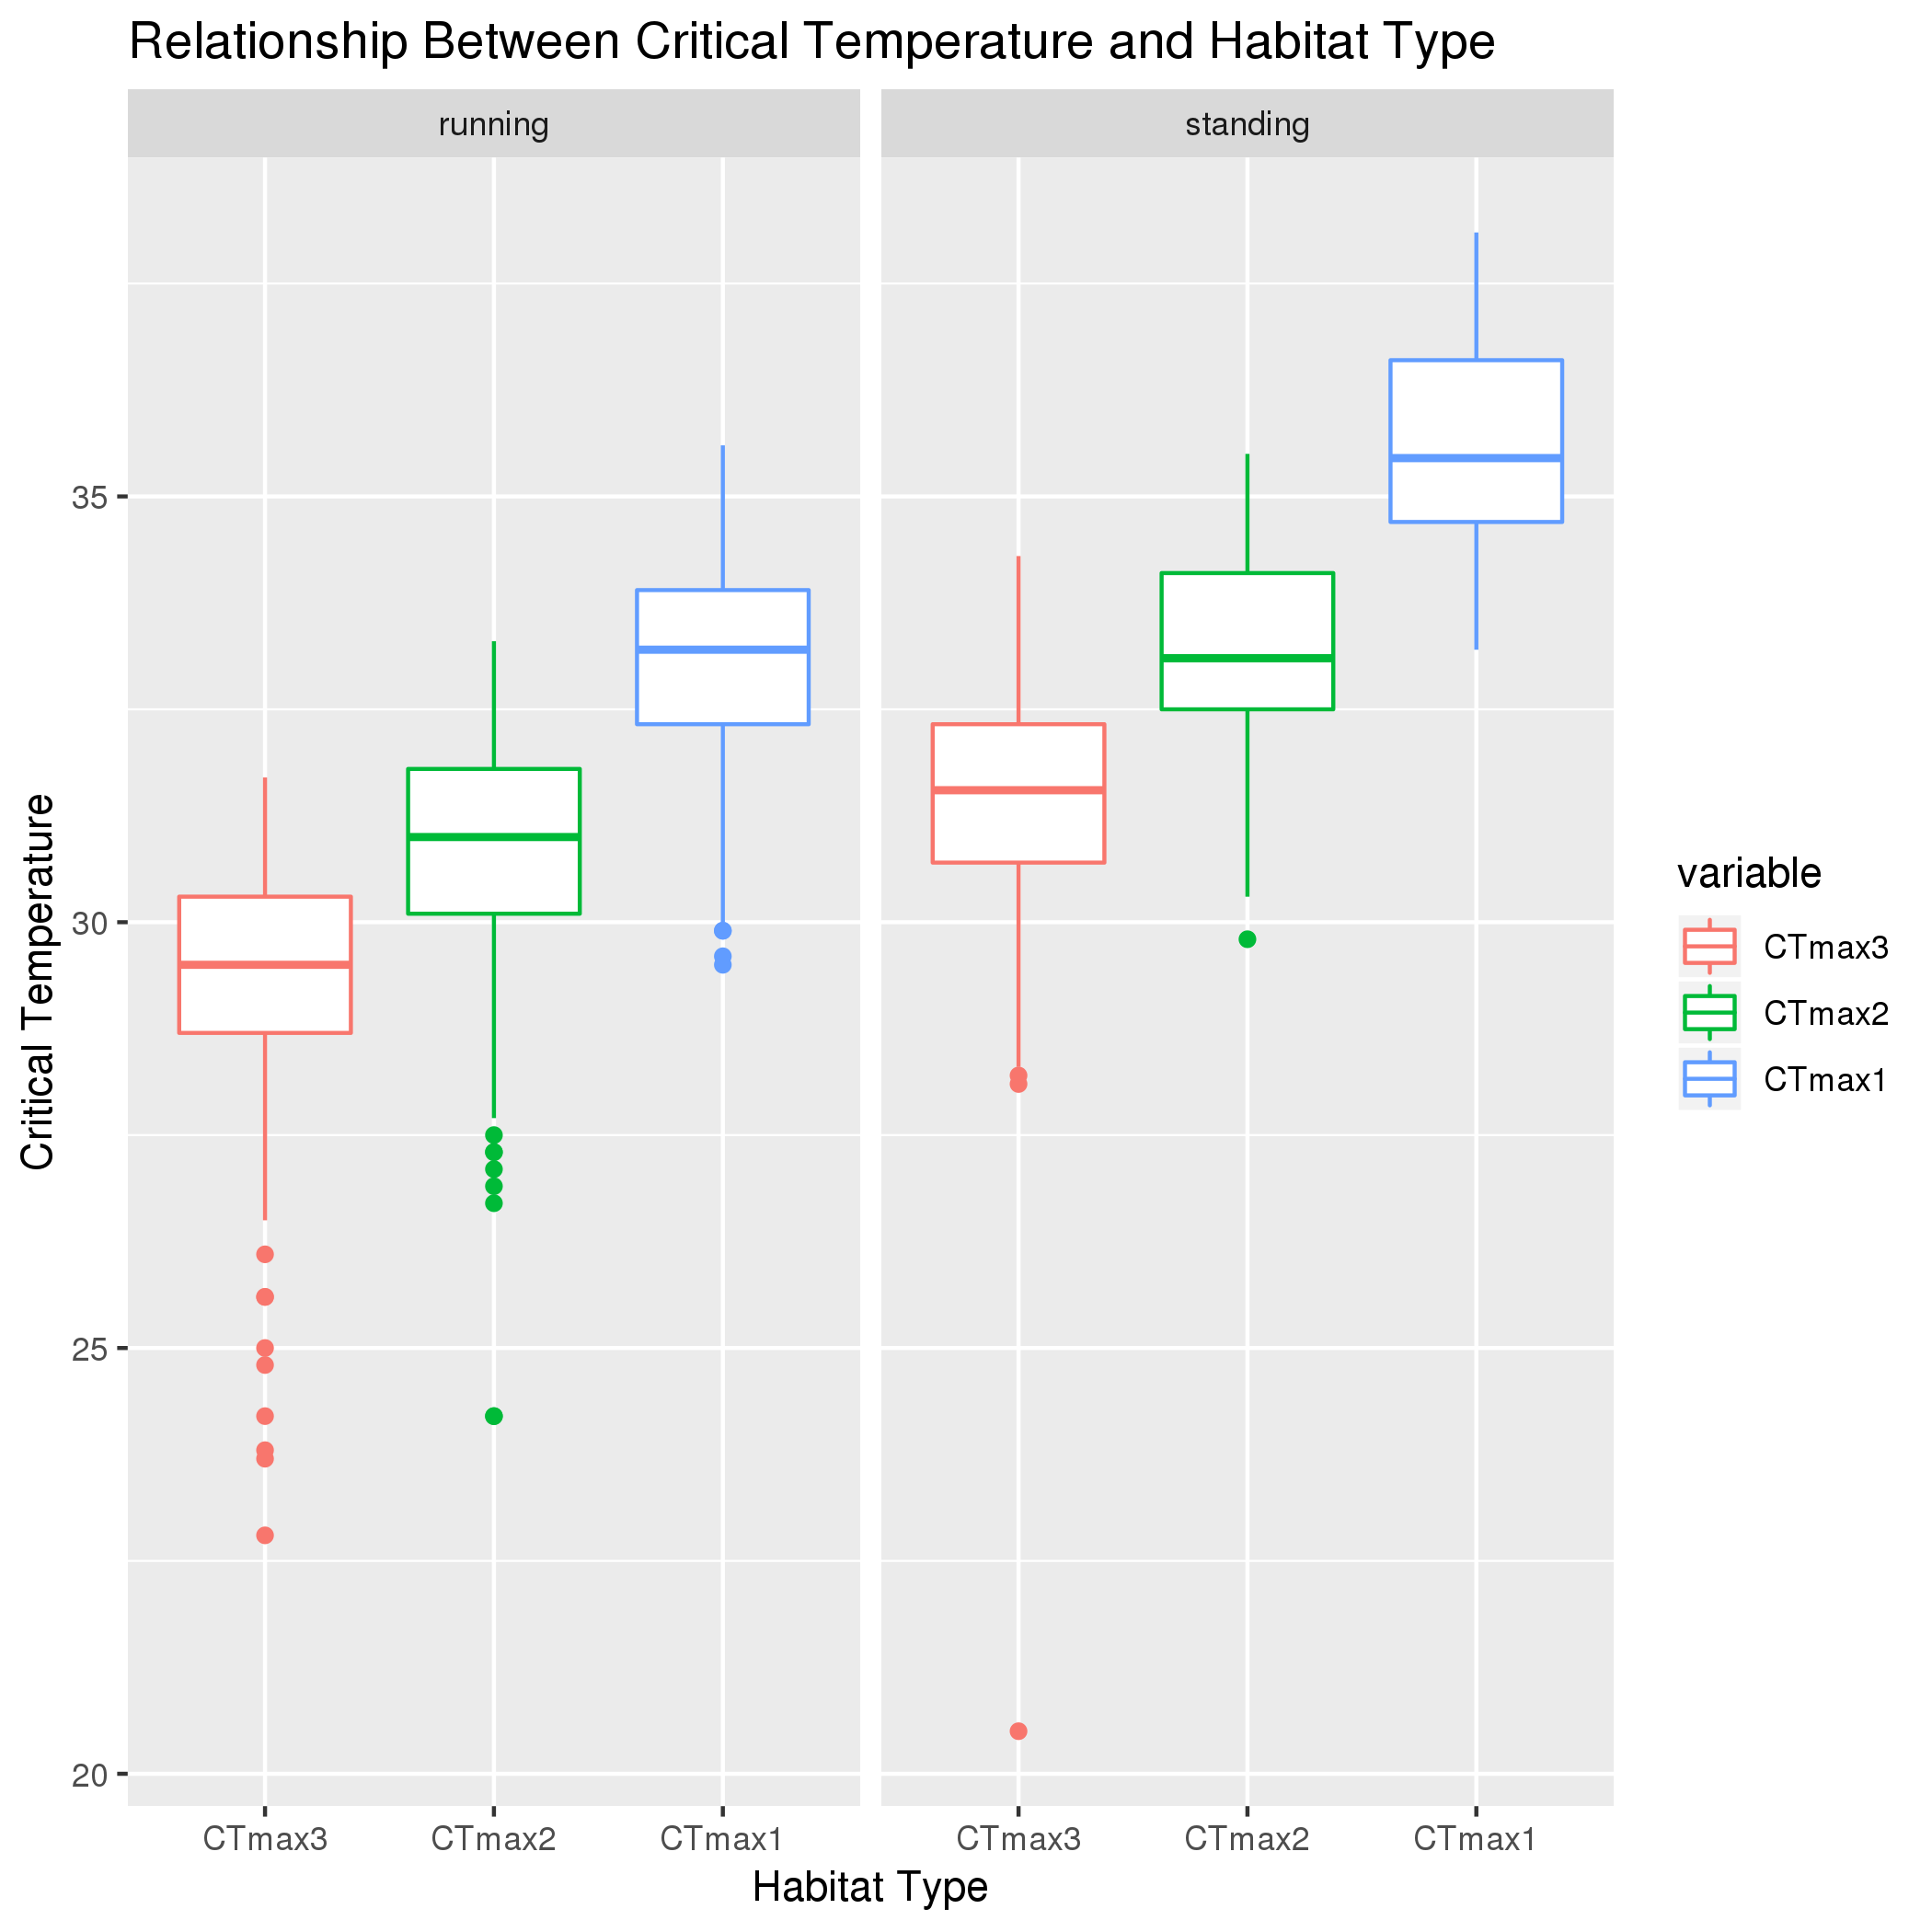 Relationship Between Critical Temperature and Habitat Type
running
standing
Critical Temperature
35
30
25
20
CTmax3
CTmax2
CTmax1
CTmax3
CTmax2
CTmax1
Habitat Type
variable
CTmax3
CTmax2
CTmax1